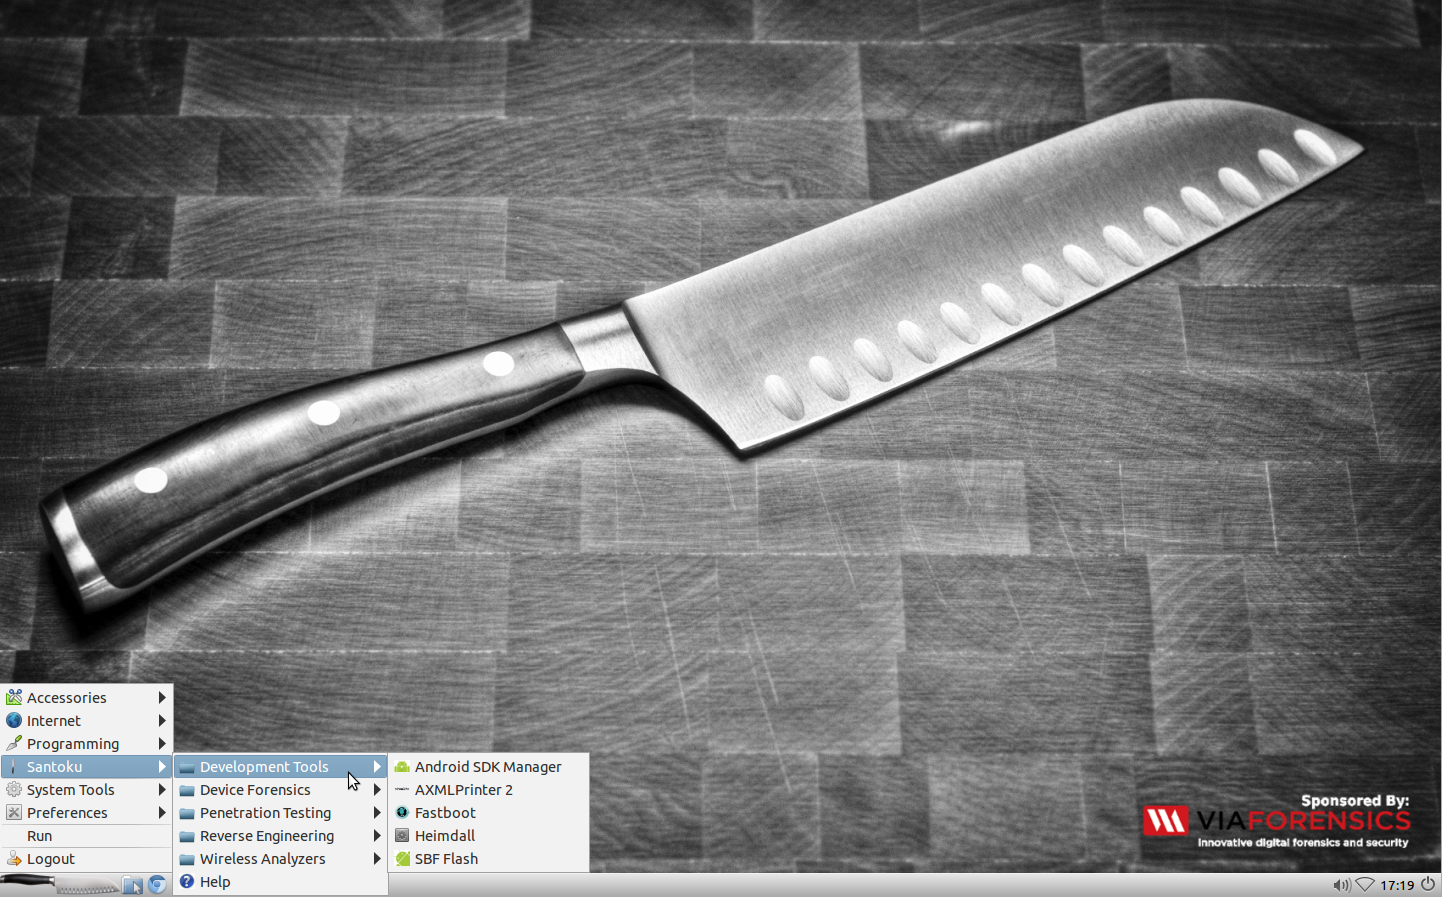 Accessories
Internet
Programming
Santoku
System Tools
Preferences
Run
Logout
Development Tools
Device Forensics
Penetration Testing
Reverse Engineering
Wireless Analyzers
Help
Android SDK Manager
AXMLPrinter 2
Fastboot
Heimdall
SBF Flash
Sponsored By:
VIAFORENSICS
Innovative digital forensics and security
17:19